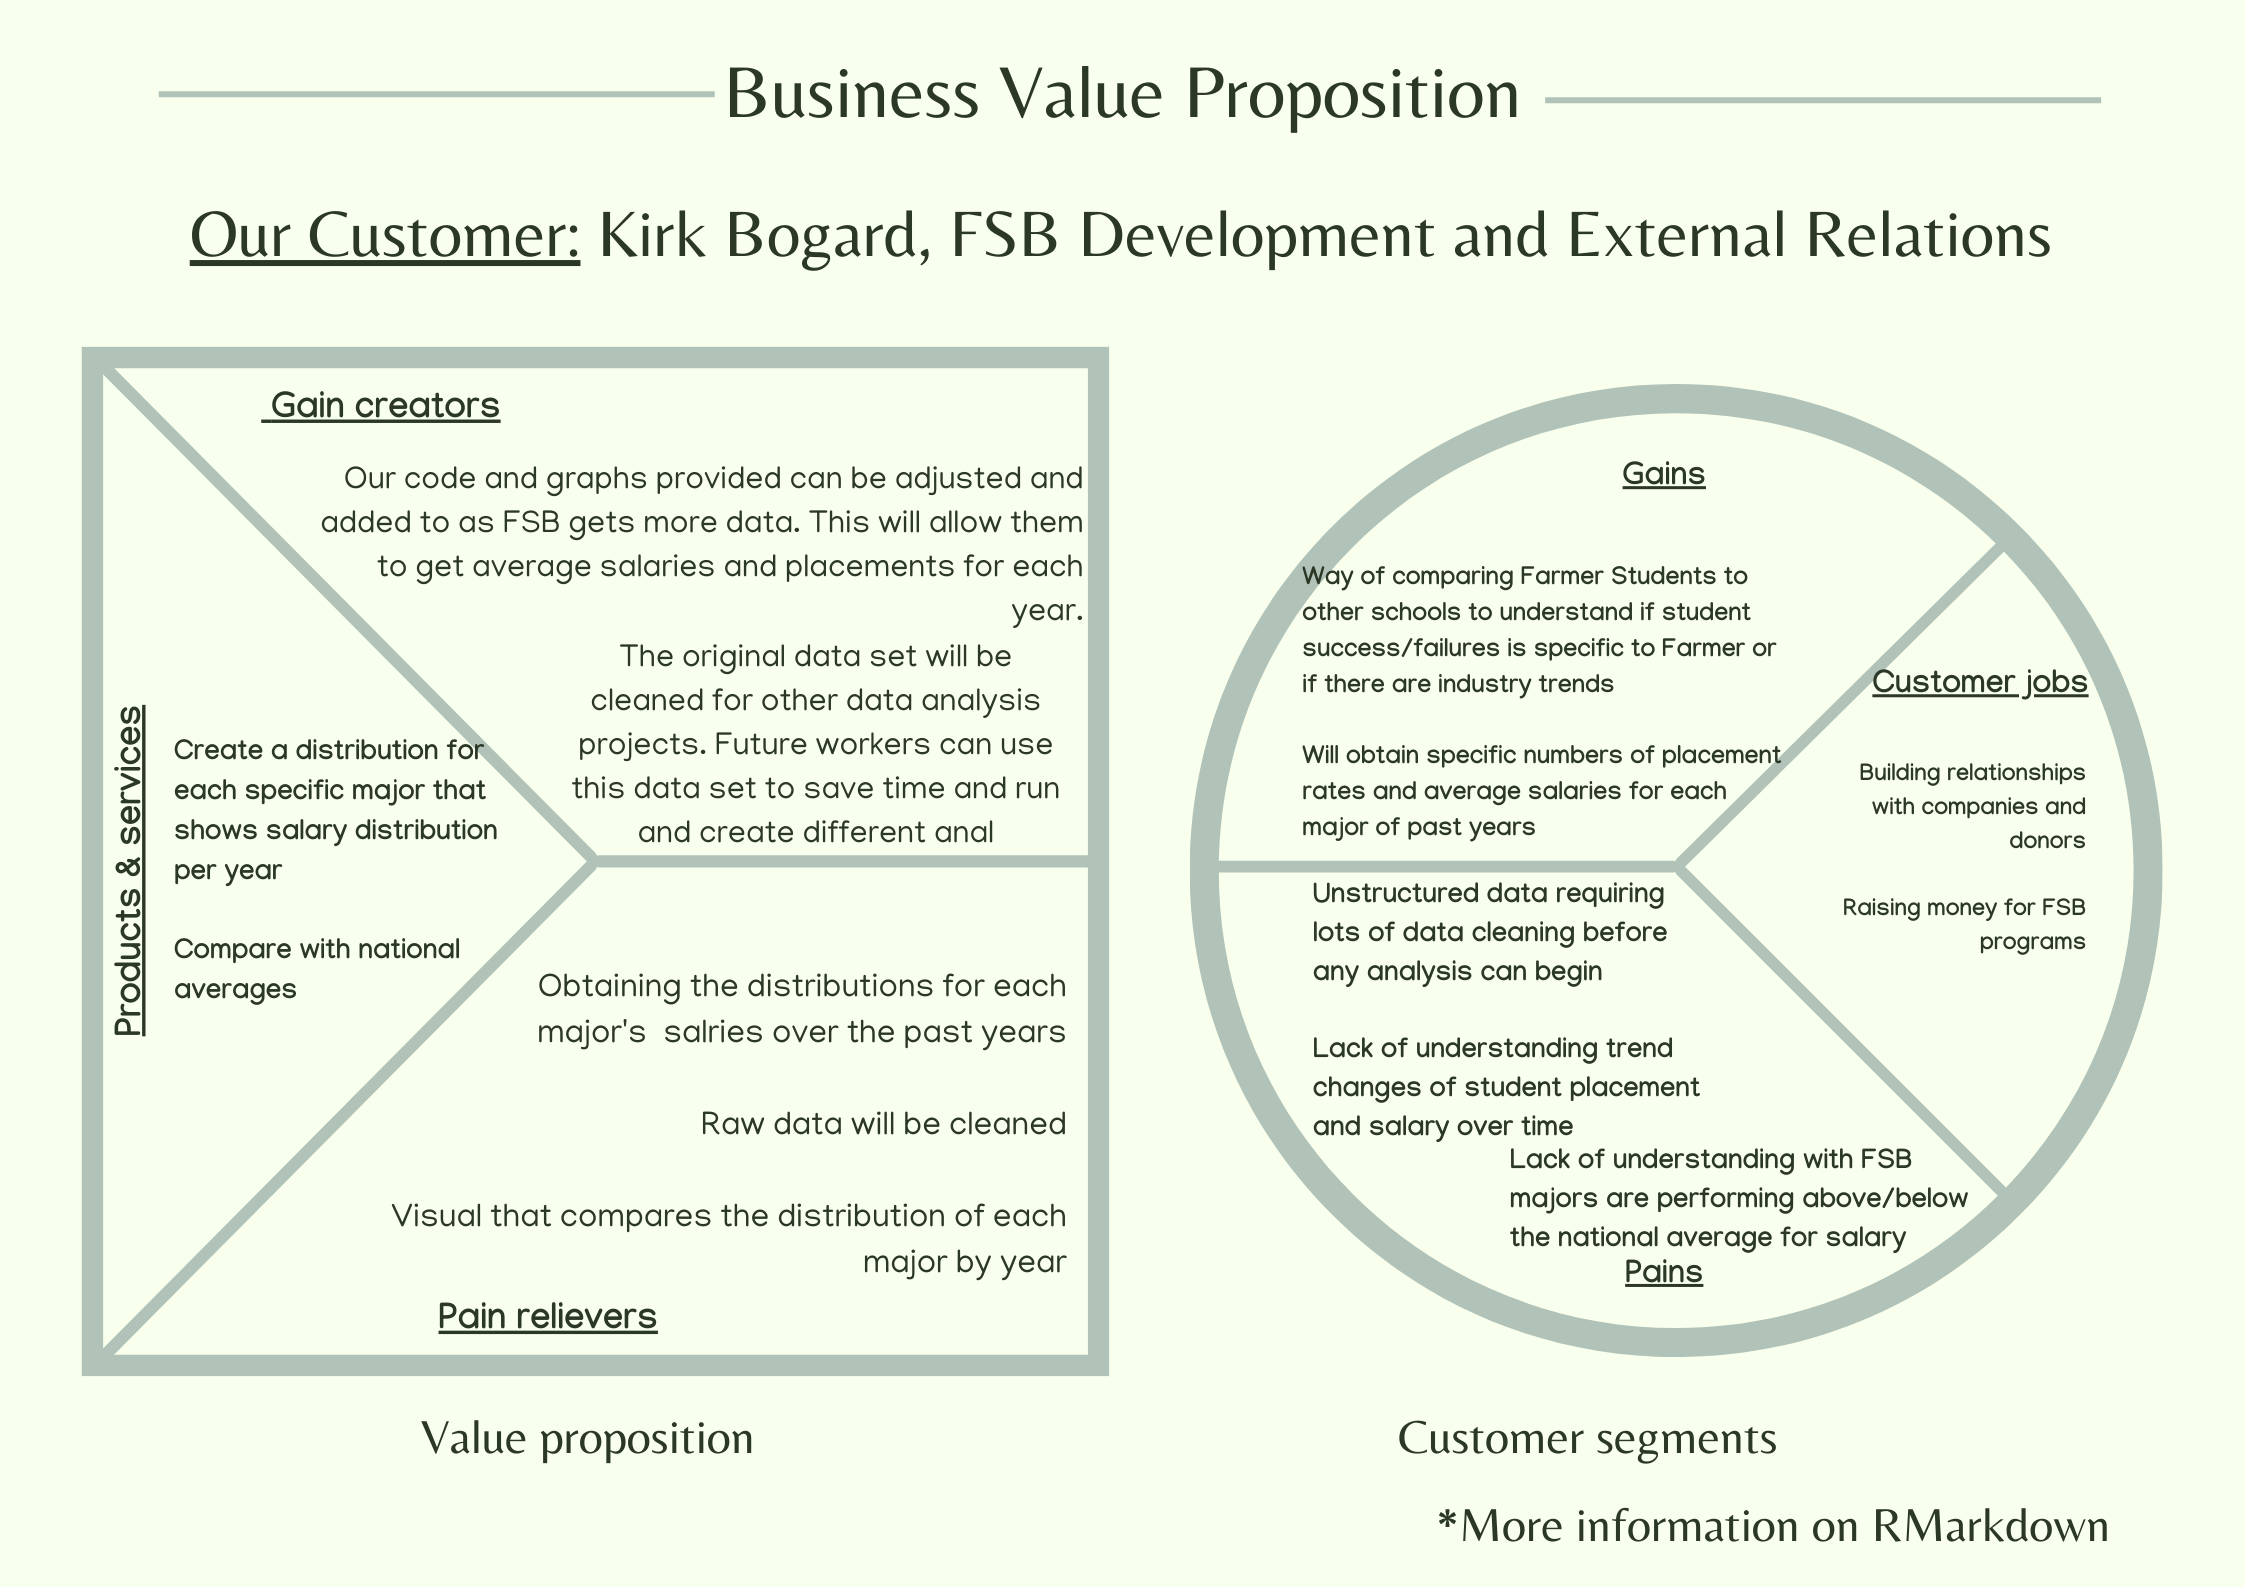 Business Value Proposition
Our Customer: Kirk Bogard, FSB Development and External Relations
Gain creators
Our code and graphs provided can be adjusted and
added to as FSB gets more data. This will allow them
to get average salaries and placements for each
year.
The original data set will be
cleaned for other data analysis
projects. Future workers can use
this data set to save time and run
and create different anal
Products & services
Create a distribution for
each specific major that
shows salary distribution
per year
Compare with national
averages
Obtaining the distributions for each
major's  salries over the past years
Raw data will be cleaned
Visual that compares the distribution of each
major by year
Pain relievers
Value proposition
Gains
Way of comparing Farmer Students to
other schools to understand if student
success/failures is specific to Farmer or
if there are industry trends
Will obtain specific numbers of placement
rates and average salaries for each
major of past years
Customer jobs
Building relationships
with companies and
donors
Raising money for FSB
programs
Unstructured data requiring
lots of data cleaning before
any analysis can begin
Lack of understanding trend
changes of student placement
and salary over time
Lack of understanding with FSB
majors are performing above/below
the national average for salary
Pains
Customer segments
*More information on RMarkdown